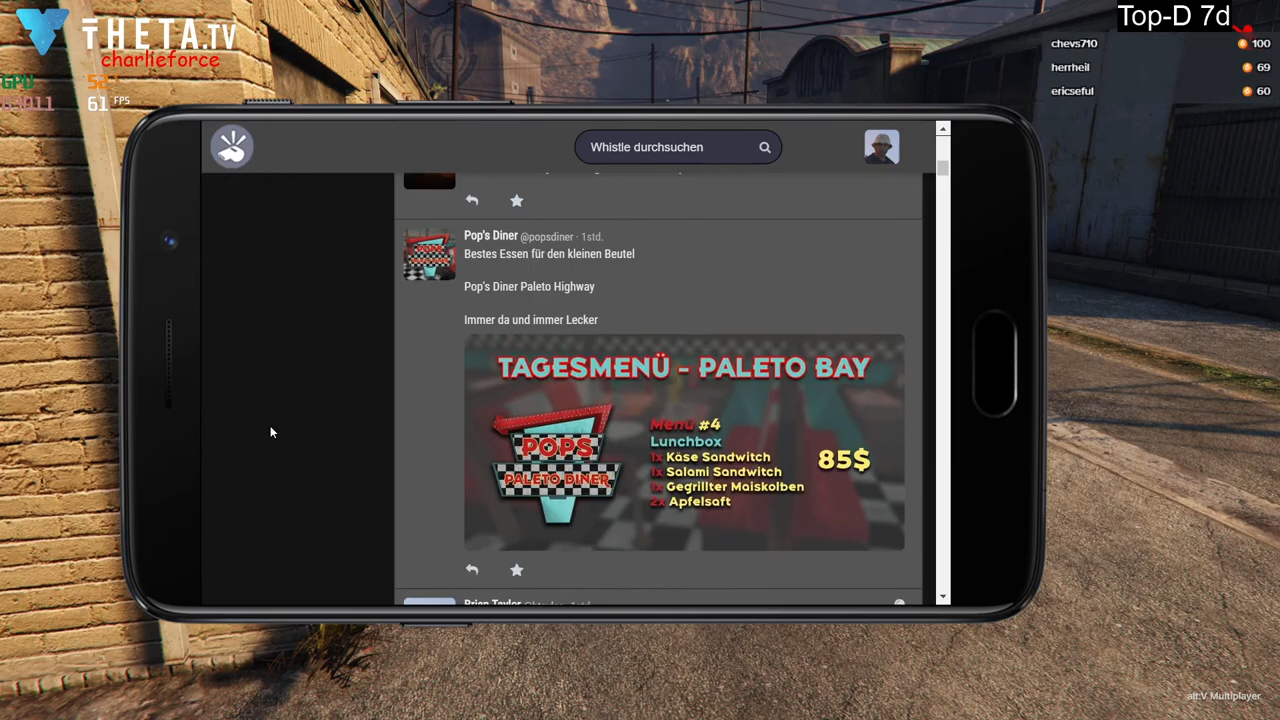 THETA.TV
charlieforce
GPU
61 FPS
Top-D 7d
chevs710 100
herrheil 69
ericseful 60
Whistle durchsuchen
Pop's Diner @popsdiner · 1std.
Bestes Essen für den kleinen Beutel
Pop's Diner Paleto Highway
Immer da und immer Lecker
TAGESMENÜ - PALETO BAY
POPS
PALETO DINER
Menü #4
Lunchbox
1x Käse Sandwitch
1x Salami Sandwitch
1x Gegrillter Maiskolben
2x Apfelsaft
85$
Brian Taylor
alt:V Multiplayer